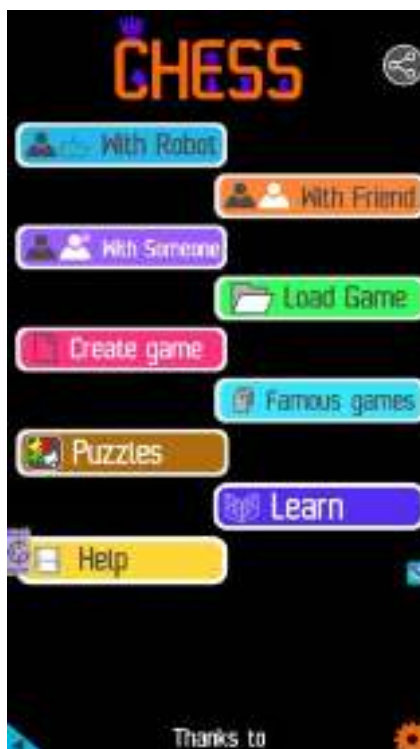 CHESS
With Robot
With Friend
With Someone
Load Game
Create game
Famous games
Puzzles
Learn
Help
Thanks to